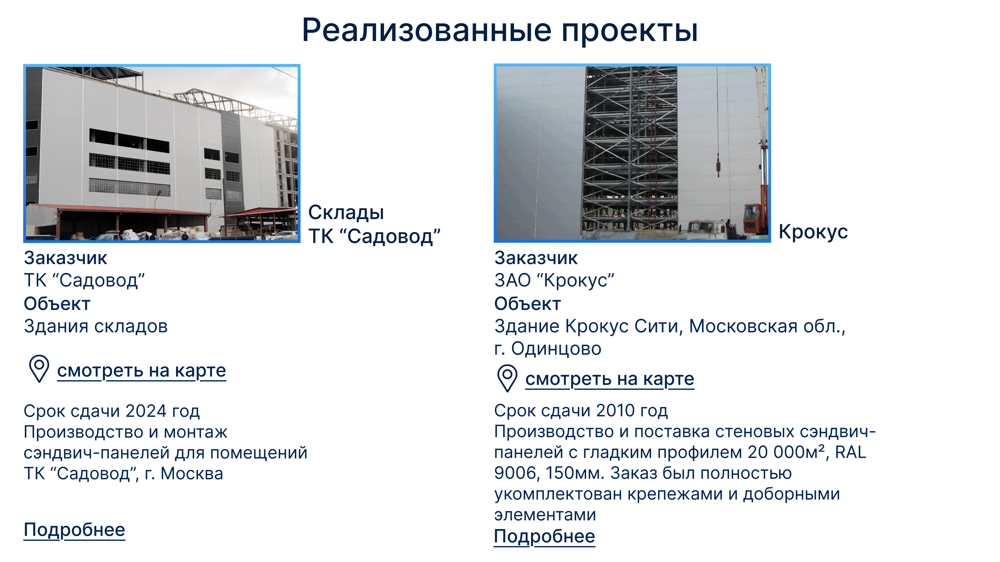 Реализованные проекты
Склады
ТК “Садовод”
Заказчик
ТК “Садовод”
Объект
Здания складов
смотреть на карте
Срок сдачи 2024 год
Производство и монтаж
сэндвич-панелей для помещений
ТК “Садовод”, г. Москва
Подробнее
Крокус
Заказчик
ЗАО “Крокус”
Объект
Здание Крокус Сити, Московская обл.,
г. Одинцово
смотреть на карте
Срок сдачи 2010 год
Производство и поставка стеновых сэндвич-
панелей с гладким профилем 20 000м², RAL
9006, 150мм. Заказ был полностью
укомплектован крепежами и доборными
элементами
Подробнее